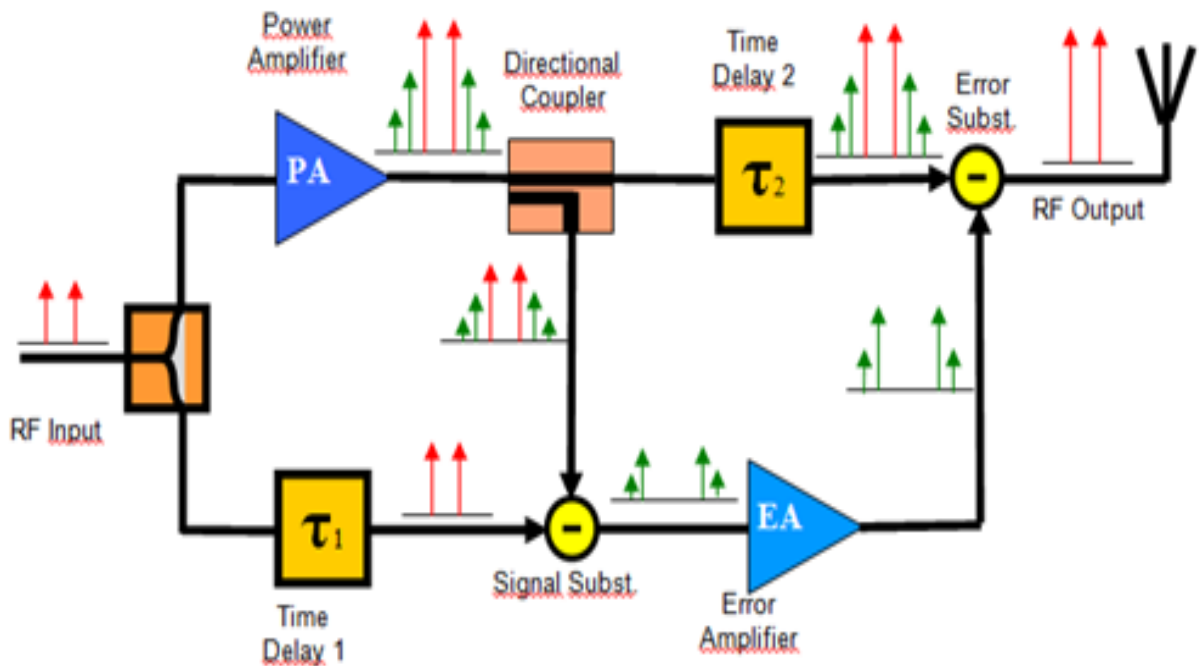 Power
Amplifier
PA
Directional
Coupler
Time
Delay 2
τ2
Error
Subst.
-
RF Output
RF Input
τ1
Time
Delay 1
-
Signal Subst.
EA
Error
Amplifier